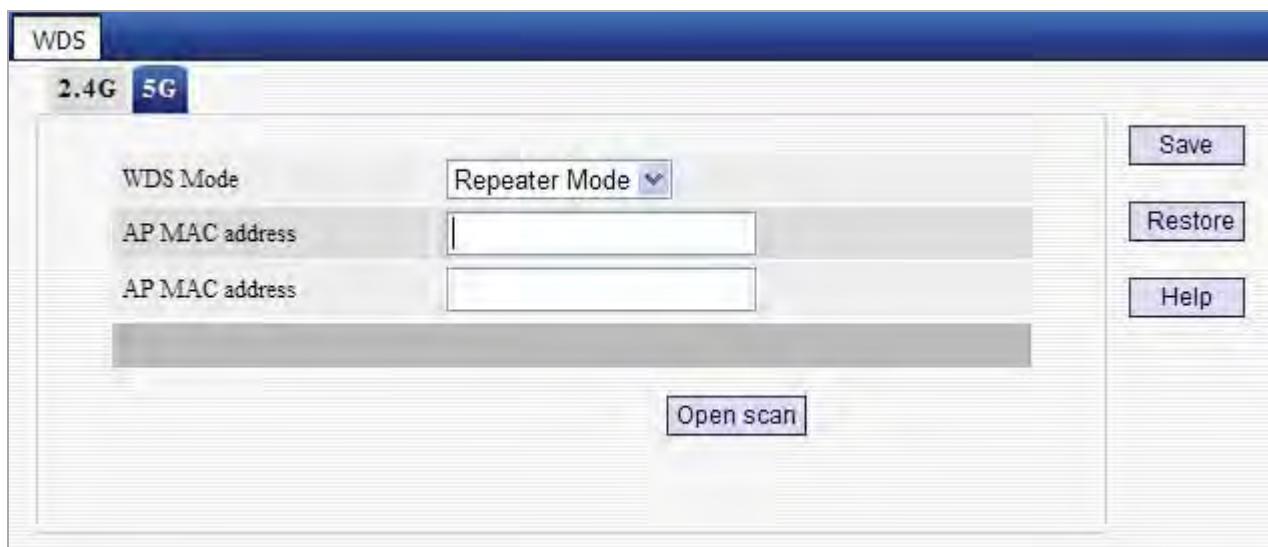 WDS
2.4G 5G
WDS Mode Repeater Mode
AP MAC address
AP MAC address
Open scan
Save
Restore
Help